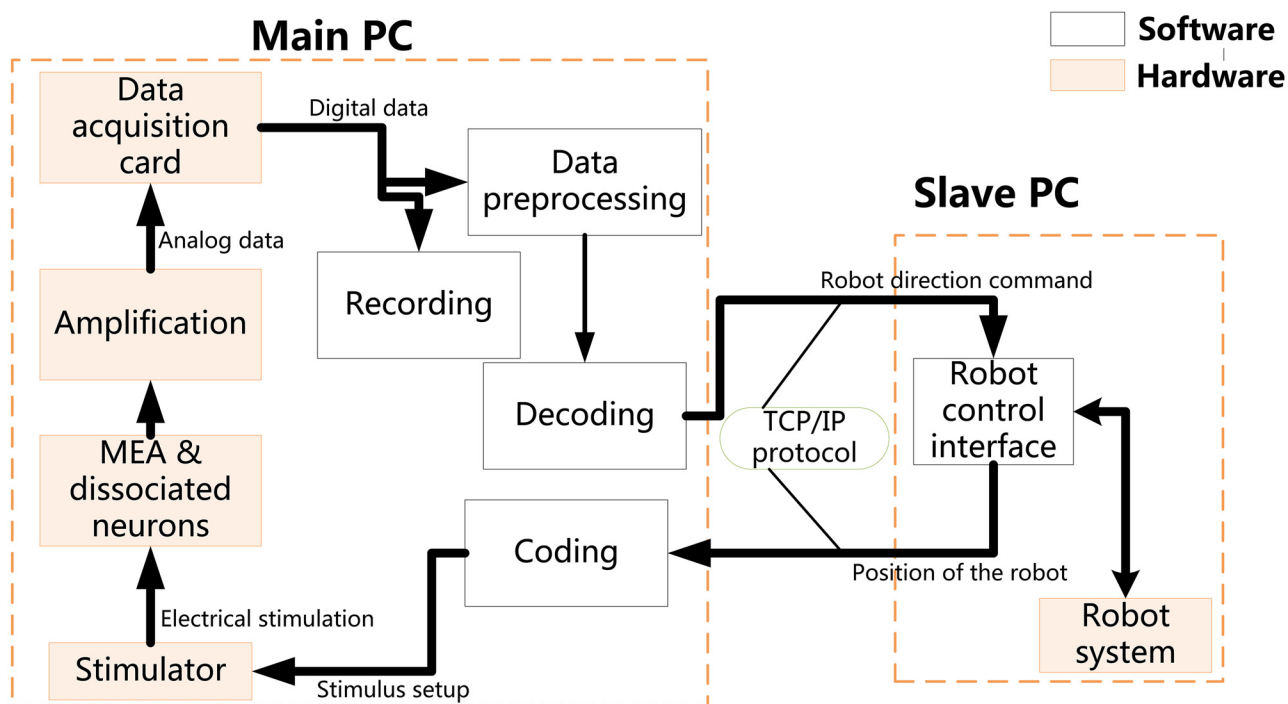 Main PC
Software
Hardware
Data
acquisition
card
Digital data
Data
preprocessing
Slave PC
Analog data
Recording
Robot direction command
Amplification
Decoding
TCP/IP
protocol
Robot
control
interface
MEA &
dissociated
neurons
Coding
Position of the robot
Electrical stimulation
Robot
system
Stimulator
Stimulus setup